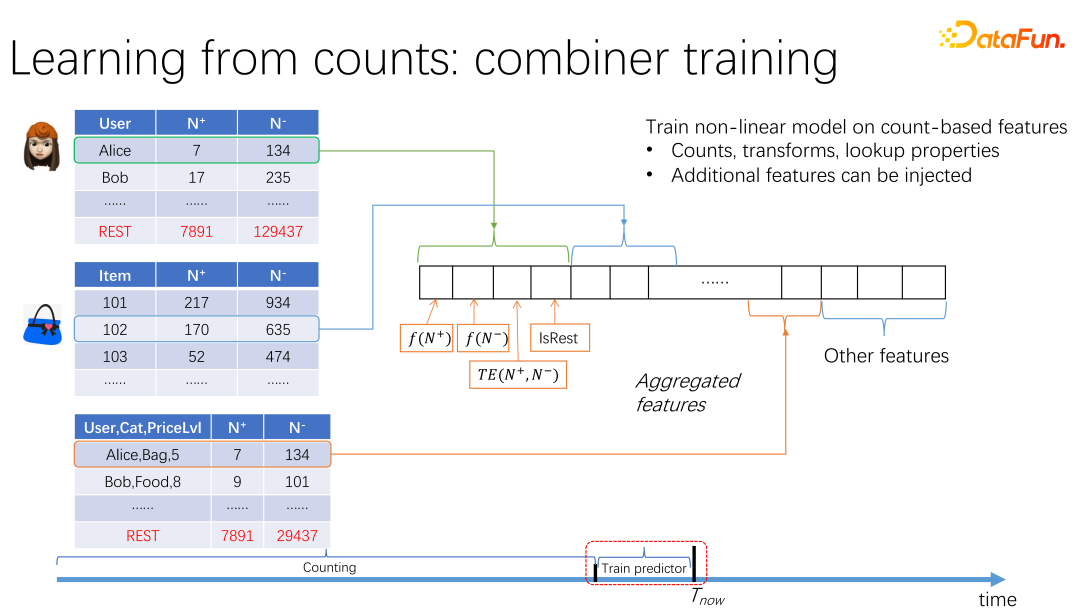 Learning from counts: combiner training
DataFun.
User N⁺ N⁻
Alice 7 134
Bob 17 235
...... ...... ......
REST 7891 129437
Item N⁺ N⁻
101 217 934
102 170 635
103 52 474
...... ...... ......
User,Cat,PriceLvl N⁺ N⁻
Alice,Bag,5 7 134
Bob,Food,8 9 101
...... ...... ......
REST 7891 29437
Train non-linear model on count-based features
• Counts, transforms, lookup properties
• Additional features can be injected
......
f(N⁺) f(N⁻) IsRest
TE(N⁺,N⁻)
Aggregated
features
Other features
Counting
Train predictor
Tnow
time